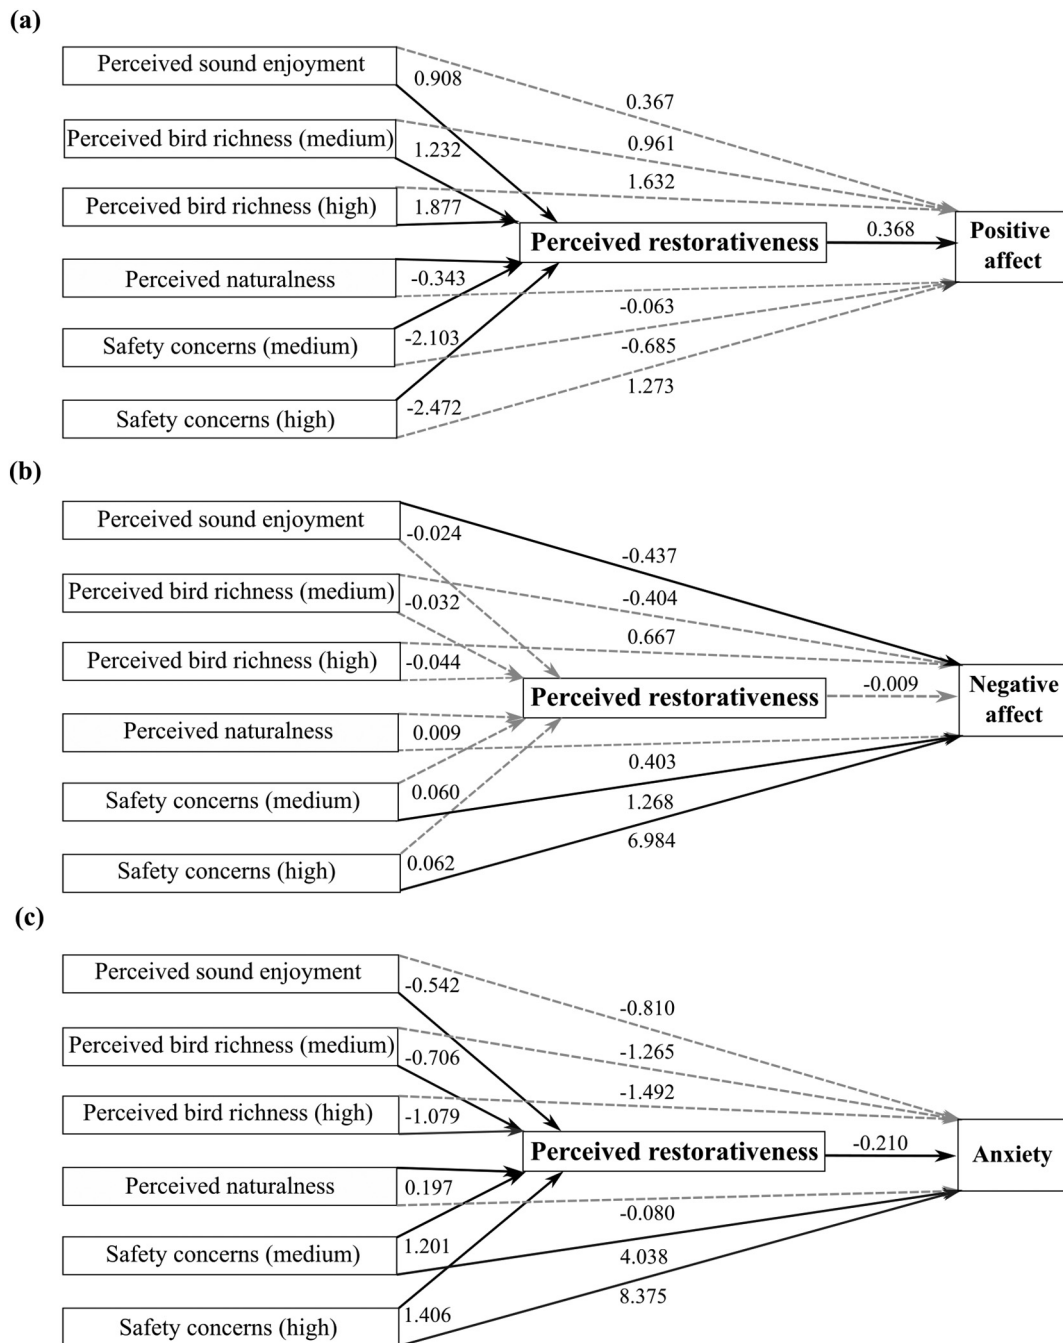 (a)
Perceived sound enjoyment
0.908
0.367
Perceived bird richness (medium)
1.232
0.961
Perceived bird richness (high)
1.877
1.632
Perceived restorativeness
0.368
Positive
affect
Perceived naturalness
-0.343
-0.063
Safety concerns (medium)
-2.103
-0.685
Safety concerns (high)
-2.472
1.273
(b)
Perceived sound enjoyment
-0.024
-0.437
Perceived bird richness (medium)
-0.032
-0.404
Perceived bird richness (high)
-0.044
0.667
Perceived restorativeness
-0.009
Negative
affect
Perceived naturalness
0.009
0.403
Safety concerns (medium)
0.060
1.268
Safety concerns (high)
0.062
6.984
(c)
Perceived sound enjoyment
-0.542
-0.810
Perceived bird richness (medium)
-0.706
-1.265
Perceived bird richness (high)
-1.079
-1.492
Perceived restorativeness
-0.210
Anxiety
Perceived naturalness
0.197
-0.080
Safety concerns (medium)
1.201
4.038
Safety concerns (high)
1.406
8.375